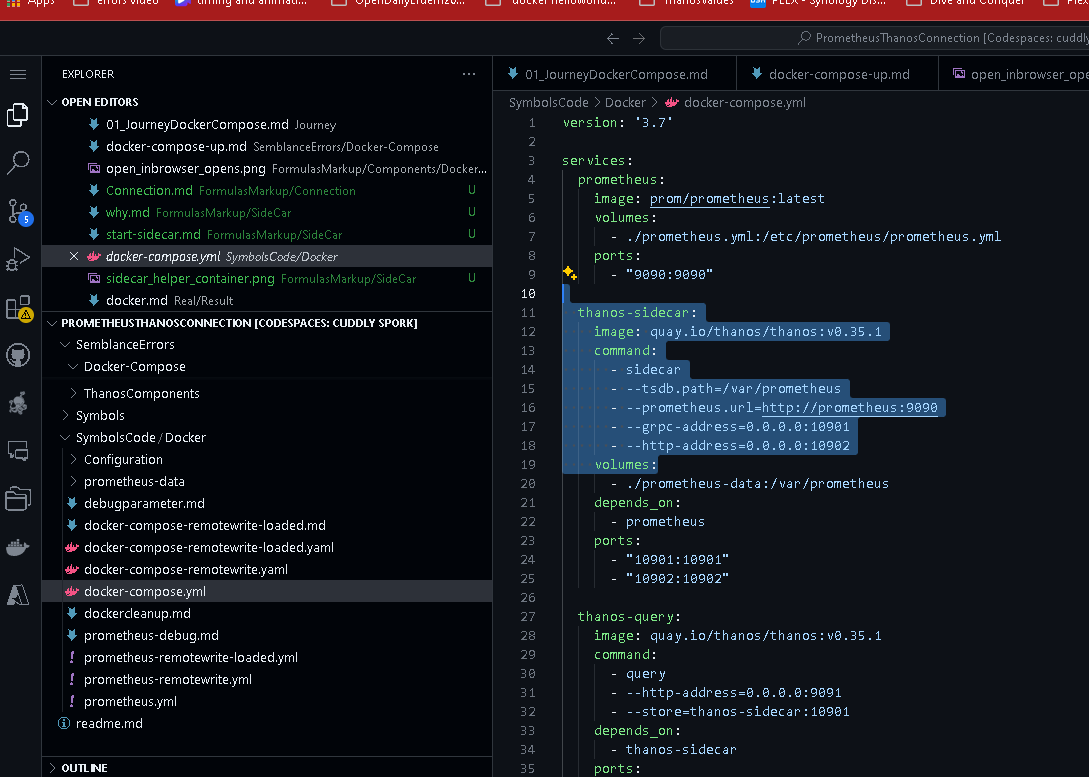 Apps errors video timing and animati... OpenDailyErdem20... docker helloworld... ThanosValues PLEX - Synology Dis... Dive and Conquer Plex
PrometheusThanosConnection [Codespaces: cuddly
EXPLORER
OPEN EDITORS
01_JourneyDockerCompose.md Journey
docker-compose-up.md SemblanceErrors/Docker-Compose
open_inbrowser_opens.png FormulasMarkup/Components/Docker...
Connection.md FormulasMarkup/Connection U
why.md FormulasMarkup/SideCar U
start-sidecar.md FormulasMarkup/SideCar U
docker-compose.yml SymbolsCode/Docker
sidecar_helper_container.png FormulasMarkup/SideCar U
docker.md Real/Result
PROMETHEUSTHANOSCONNECTION [CODESPACES: CUDDLY SPORK]
SemblanceErrors
Docker-Compose
ThanosComponents
Symbols
SymbolsCode / Docker
Configuration
prometheus-data
debugparameter.md
docker-compose-remotewrite-loaded.md
docker-compose-remotewrite-loaded.yaml
docker-compose-remotewrite.yaml
docker-compose.yml
dockercleanup.md
prometheus-debug.md
! prometheus-remotewrite-loaded.yml
! prometheus-remotewrite.yml
! prometheus.yml
readme.md
OUTLINE
5
01_JourneyDockerCompose.md docker-compose-up.md open_inbrowser_ope
SymbolsCode > Docker > docker-compose.yml
1 version: '3.7'
2
3 services:
4 prometheus:
5 image: prom/prometheus:latest
6 volumes:
7 - ./prometheus.yml:/etc/prometheus/prometheus.yml
8 ports:
9 - "9090:9090"
10
11 thanos-sidecar:
12 image: quay.io/thanos/thanos:v0.35.1
13 command:
14 - sidecar
15 - --tsdb.path=/var/prometheus
16 - --prometheus.url=http://prometheus:9090
17 - --grpc-address=0.0.0.0:10901
18 - --http-address=0.0.0.0:10902
19 volumes:
20 - ./prometheus-data:/var/prometheus
21 depends_on:
22 - prometheus
23 ports:
24 - "10901:10901"
25 - "10902:10902"
26
27 thanos-query:
28 image: quay.io/thanos/thanos:v0.35.1
29 command:
30 - query
31 - --http-address=0.0.0.0:9091
32 - --store=thanos-sidecar:10901
33 depends_on:
34 - thanos-sidecar
35 ports: